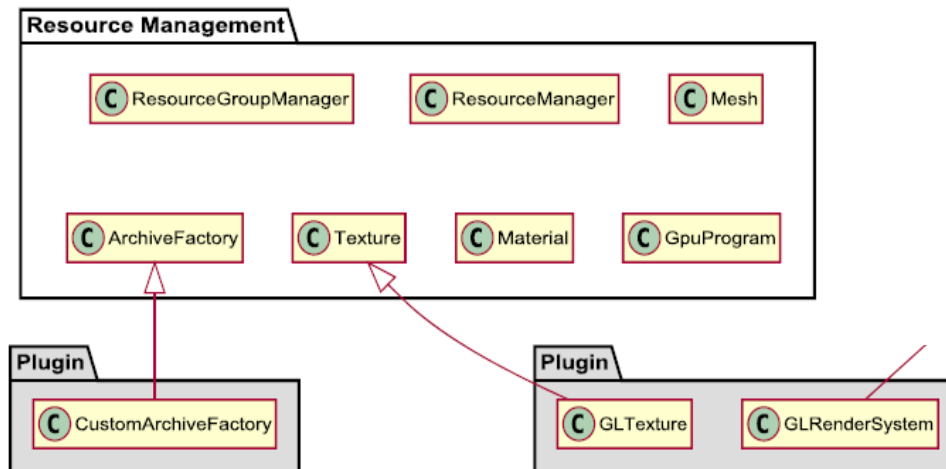 Resource Management
C ResourceGroupManager
C ResourceManager
C Mesh
C ArchiveFactory
C Texture
C Material
C GpuProgram
Plugin
C CustomArchiveFactory
Plugin
C GLTexture
C GLRenderSystem